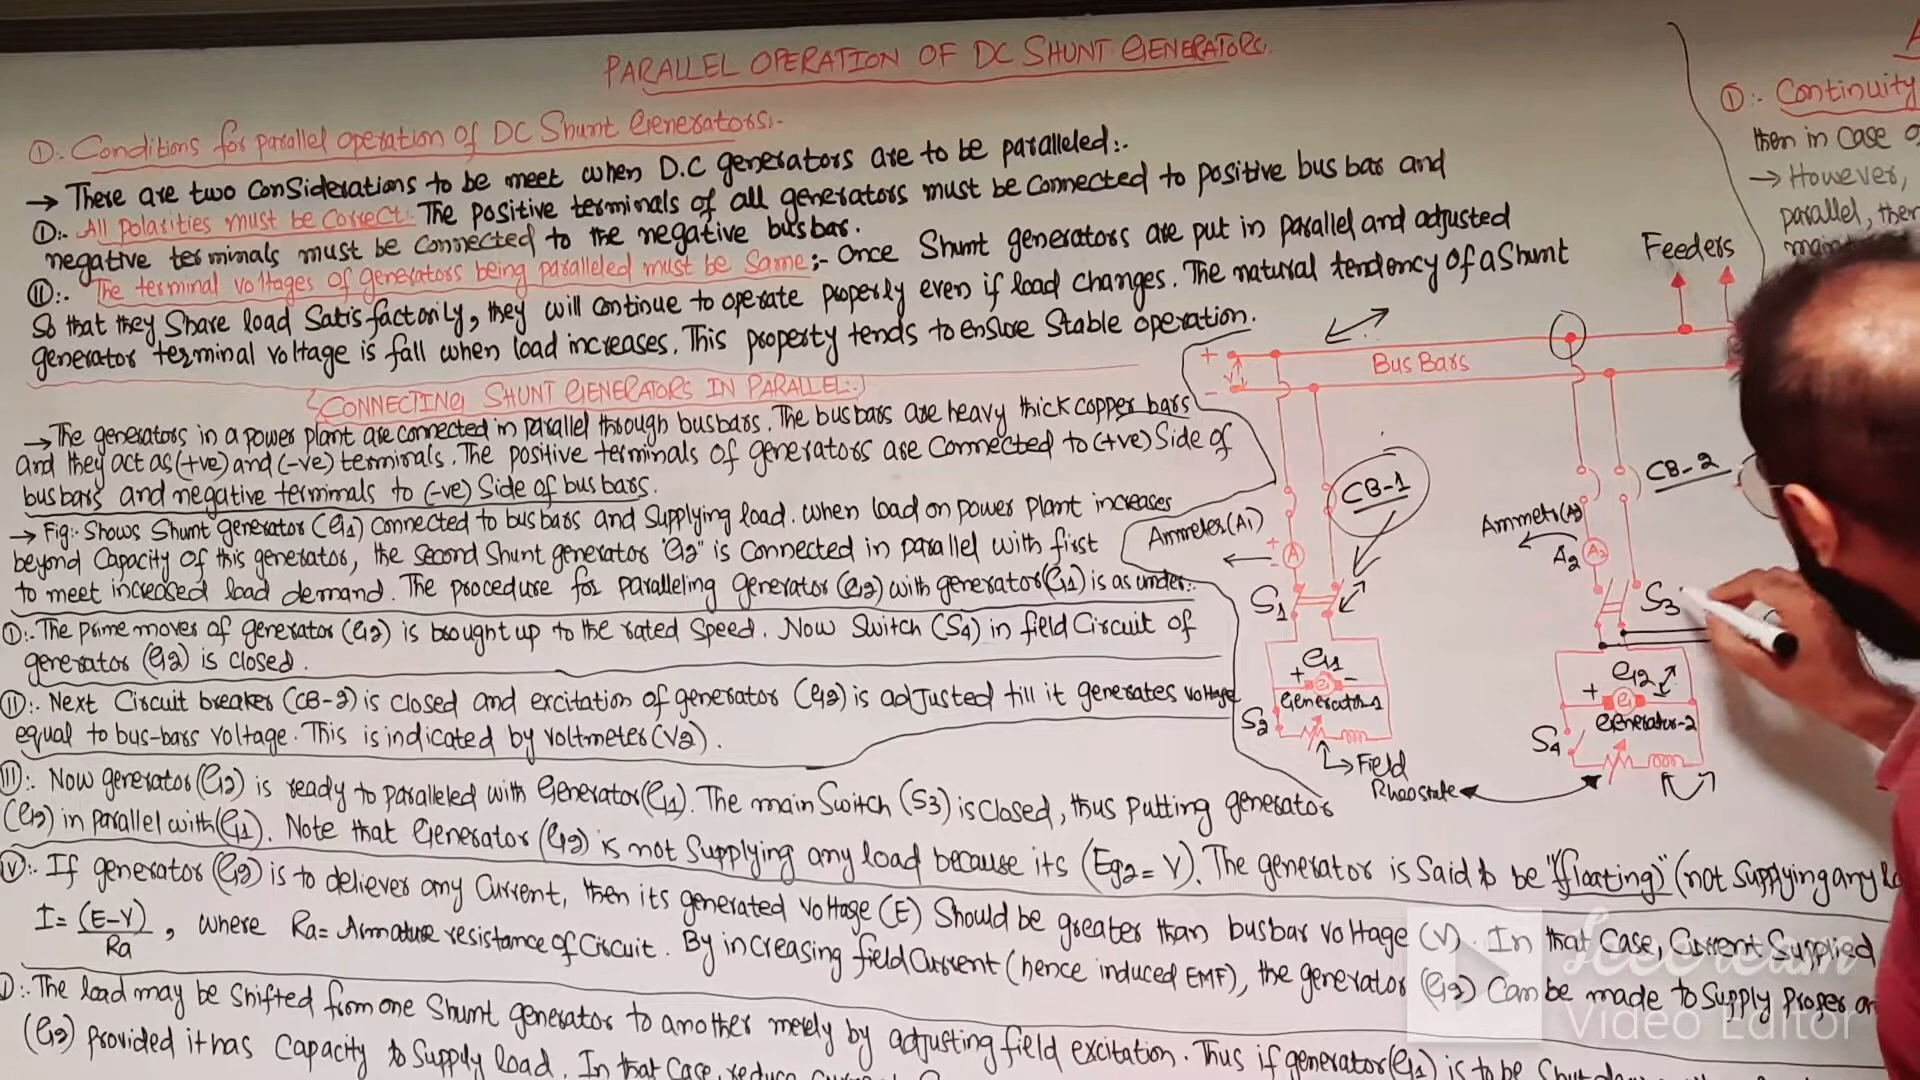 PARALLEL OPERATION OF DC SHUNT GENERATORS:
①:- Conditions for parallel operation of DC Shunt Generators:-
→ There are two considerations to be meet when D.C generators are to be paralleled:-
①:- All polarities must be correct:- The positive terminals of all generators must be connected to positive bus bar and
negative terminals must be connected to the negative bus bar.
②:- The terminal voltages of generators being paralleled must be same:- Once Shunt generators are put in parallel and adjusted
So that they Share load Satisfactorily, they will continue to operate properly even if load changes. The natural tendency of a Shunt
generator terminal voltage is fall when load increases. This property tends to ensure Stable operation.
CONNECTING SHUNT GENERATORS IN PARALLEL:-
→ The generators in a power plant are connected in parallel through busbars. The busbars are heavy thick copper bars
and they act as (+ve) and (-ve) terminals. The positive terminals of generators are Connected to (+ve) Side of
busbars and negative terminals to (-ve) Side of bus bars.
→ Fig:- Shows Shunt generator (G1) connected to bus bars and Supplying load. when load on power plant increases
beyond Capacity of this generator, the second Shunt generator "G2" is Connected in parallel with first
to meet increased load demand. The procedure for paralleling generator (G2) with generator (G1) is as under:-
①:- The prime mover of generator (G2) is brought up to the rated Speed. Now Switch (S4) in field Circuit of
generator (G2) is closed.
②:- Next Circuit breaker (CB-2) is closed and excitation of generator (G2) is adjusted till it generates voltage
equal to bus-bars voltage. This is indicated by voltmeter (V2).
III:- Now generator (G2) is ready to paralleled with Generator (G1). The main Switch (S3) is Closed, thus putting generator
(G2) in parallel with (G1). Note that Generator (G2) is not Supplying any load because its (Eg2 = V). The generator is Said to be "floating" (not Supplying any
V:- If generator (G2) is to deliever any Current, then its generated voltage (E) Should be greater than busbar voltage (V). In that Case, Current Supplied
I = (E-V)/Ra, where Ra = Armature resistance of Circuit. By increasing field Current (hence induced EMF), the generator (G2) Can be made to Supply proper
:- The load may be shifted from one Shunt generator to another merely by adjusting field excitation. Thus if generator (G1) is to be Shut
(G2) provided it has Capacity to Supply load. In that Case, reduce
①:- Continuity
then in Case
→ However,
parallel, then
Feeders
+
-
V
Bus Bars
CB-1
CB-2
Ammeter (A1)
+
-
A
S1
G1
+ -
G
Generator-1
S2
Field
Rheostate
Ammetr (A)
A2
A2
S3
G2
+
G
Generator-2
S4
IceCream
Video Editor